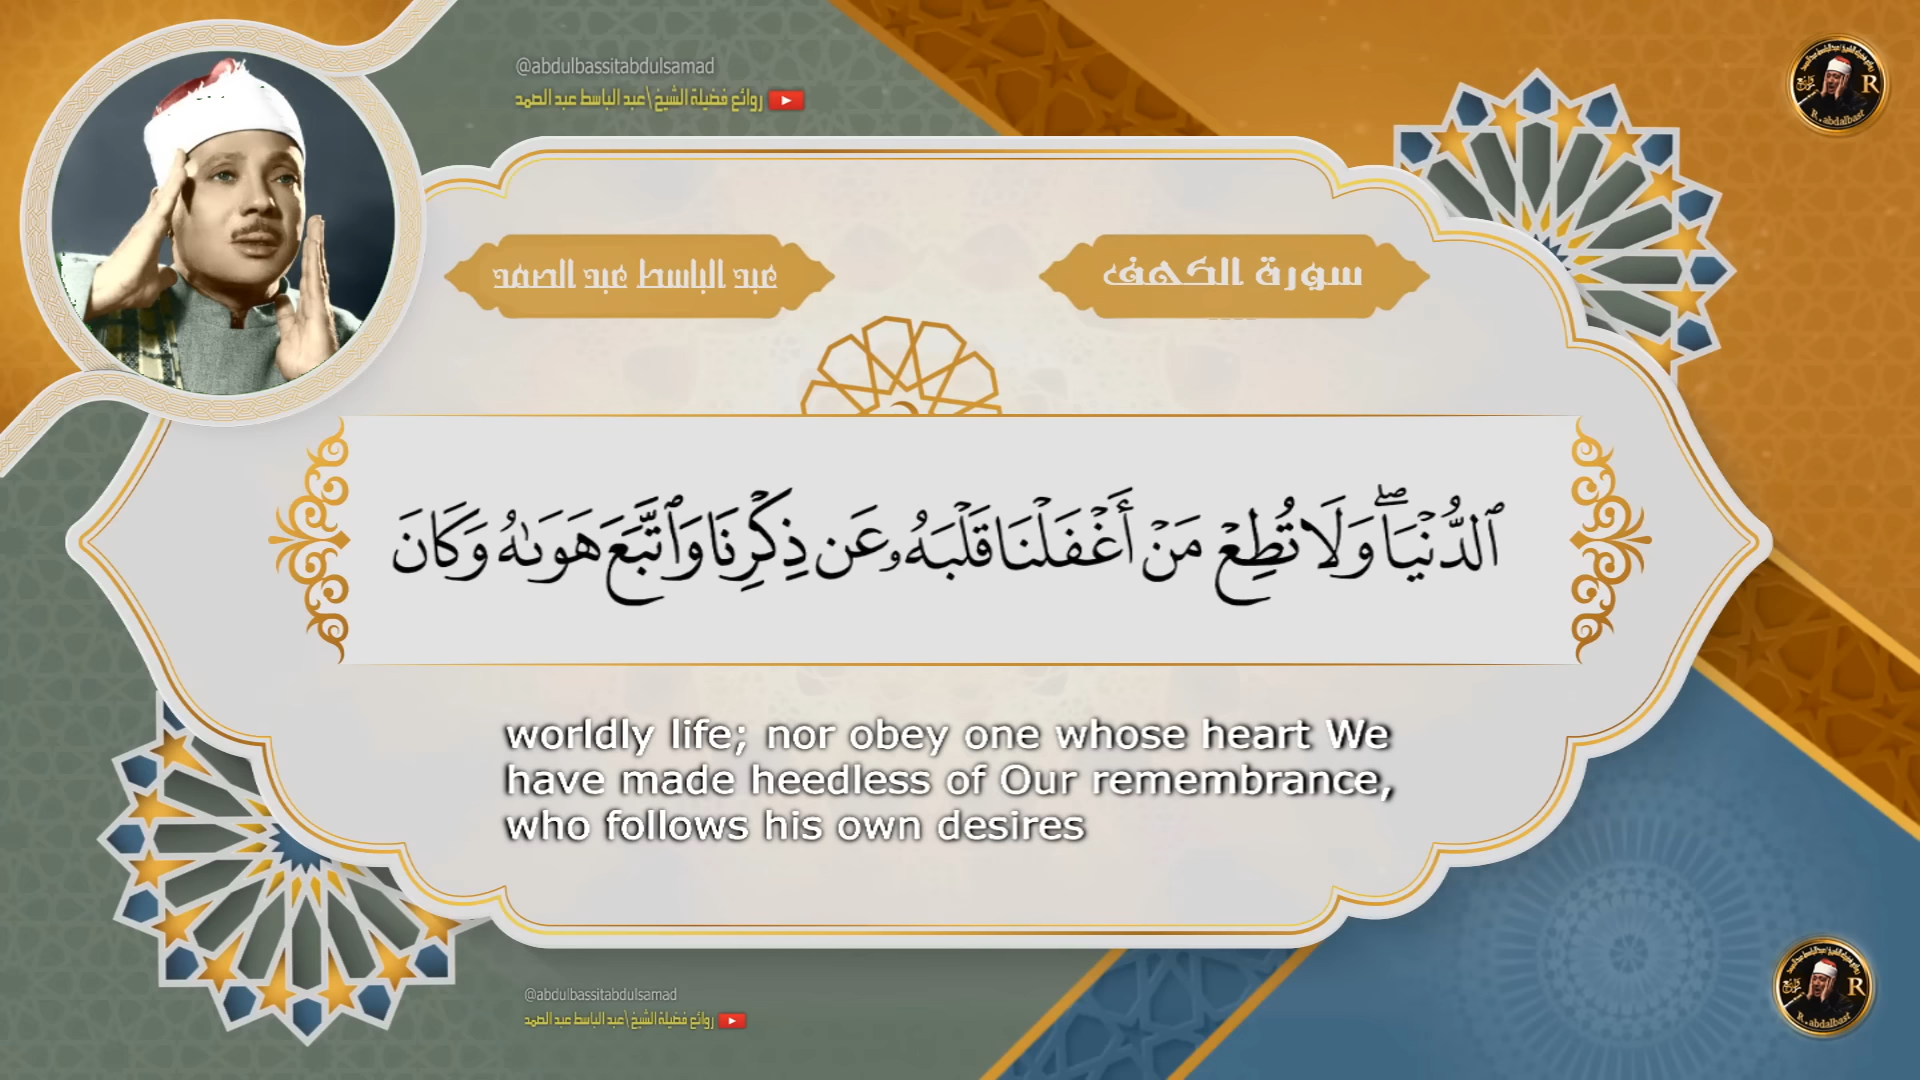 @abdulbassitabdulsamad
روائع فضيلة الشيخ \عبد الباسط عبد الصمد
سورة الكهف
عبد الباسط عبد الصمد
ٱلدُّنۡيَاۖ وَلَا تُطِعۡ مَنۡ أَغۡفَلۡنَا قَلۡبَهُۥ عَن ذِكۡرِنَا وَٱتَّبَعَ هَوَىٰهُ وَكَانَ
worldly life; nor obey one whose heart We
have made heedless of Our remembrance,
who follows his own desires
@abdulbassitabdulsamad
روائع فضيلة الشيخ \عبد الباسط عبد الصمد
R
R.abdalbast
R
R.abdalbast